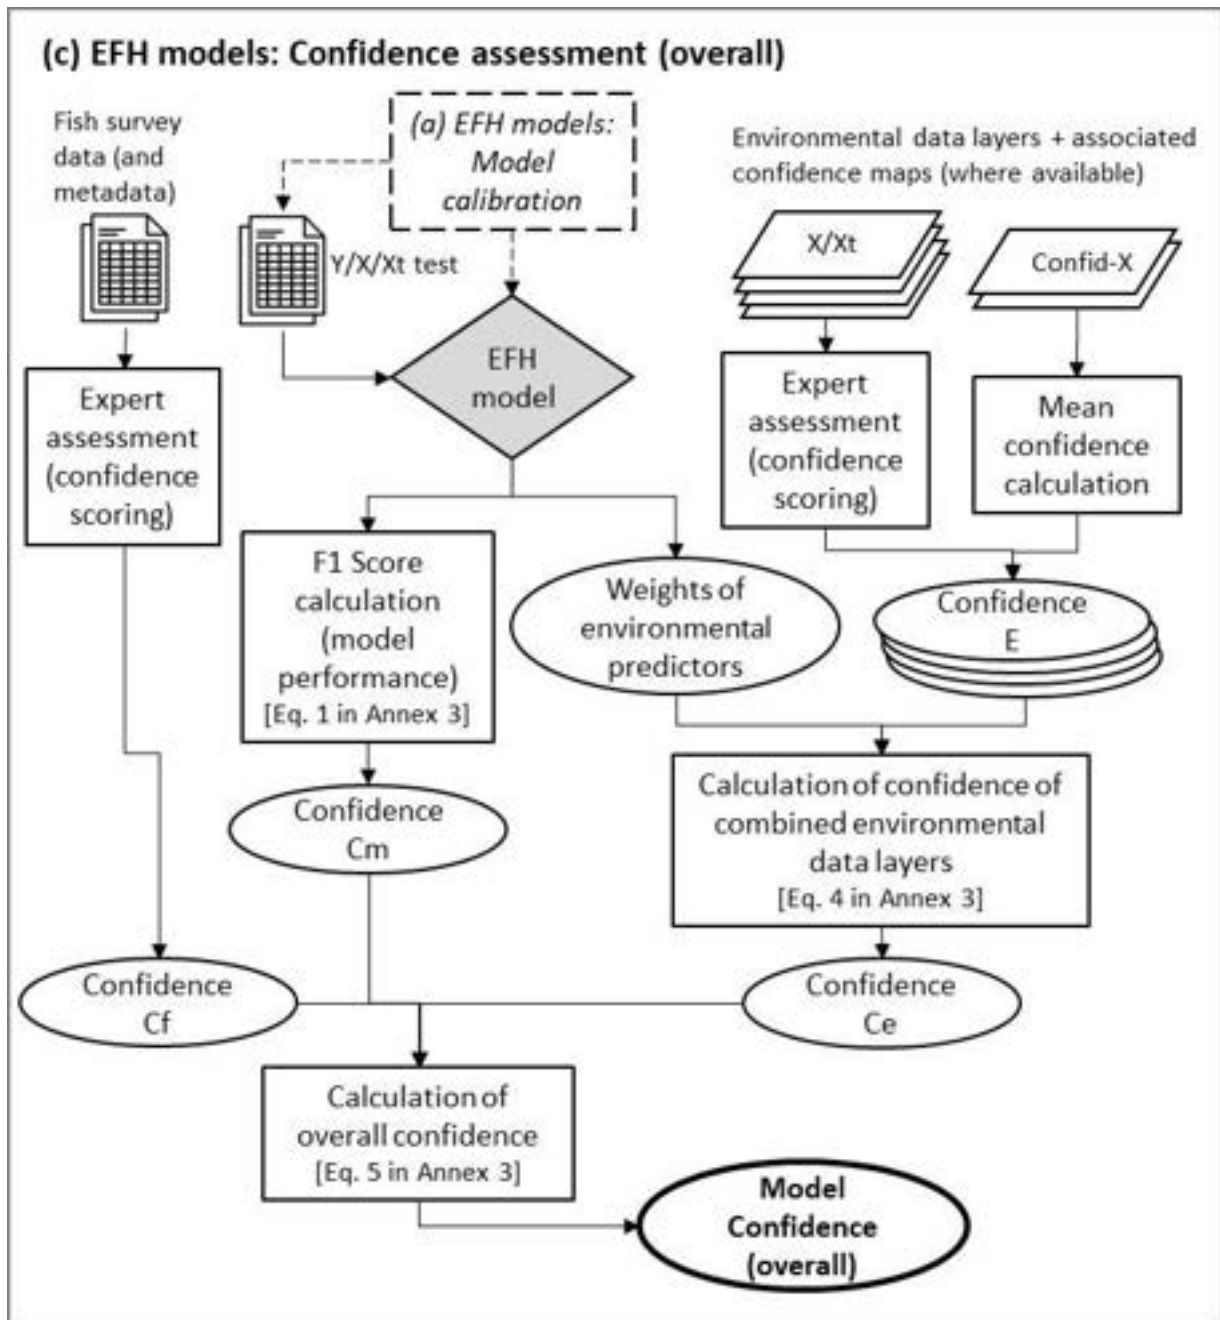 (c) EFH models: Confidence assessment (overall)
Fish survey
data (and
metadata)
(a) EFH models:
Model
calibration
Environmental data layers + associated
confidence maps (where available)
Y/X/Xt test
X/Xt
Confid-X
EFH
model
Expert
assessment
(confidence
scoring)
Expert
assessment
(confidence
scoring)
Mean
confidence
calculation
F1 Score
calculation
(model
performance)
[Eq. 1 in Annex 3]
Weights of
environmental
predictors
Confidence
E
Confidence
Cm
Calculation of confidence of
combined environmental
data layers
[Eq. 4 in Annex 3]
Confidence
Cf
Confidence
Ce
Calculation of
overall confidence
[Eq. 5 in Annex 3]
Model
Confidence
(overall)